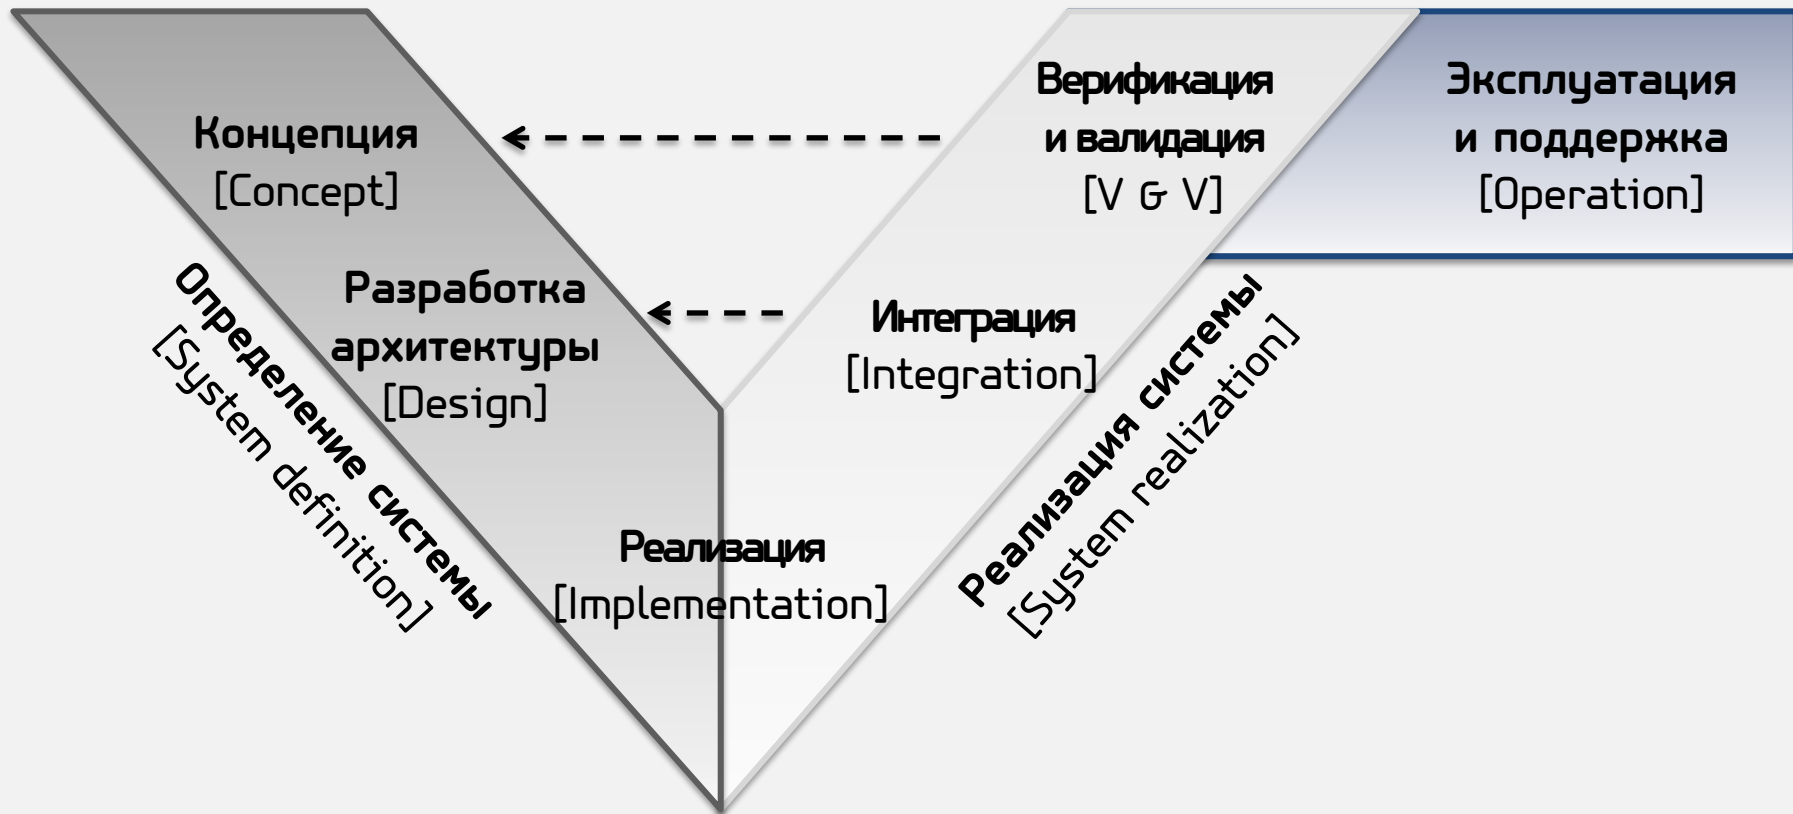 Концепция
[Concept]
Разработка
архитектуры
[Design]
Определение системы
[System definition]
Реализация
[Implementation]
Интеграция
[Integration]
Верификация
и валидация
[V & V]
Реализация системы
[System realization]
Эксплуатация
и поддержка
[Operation]